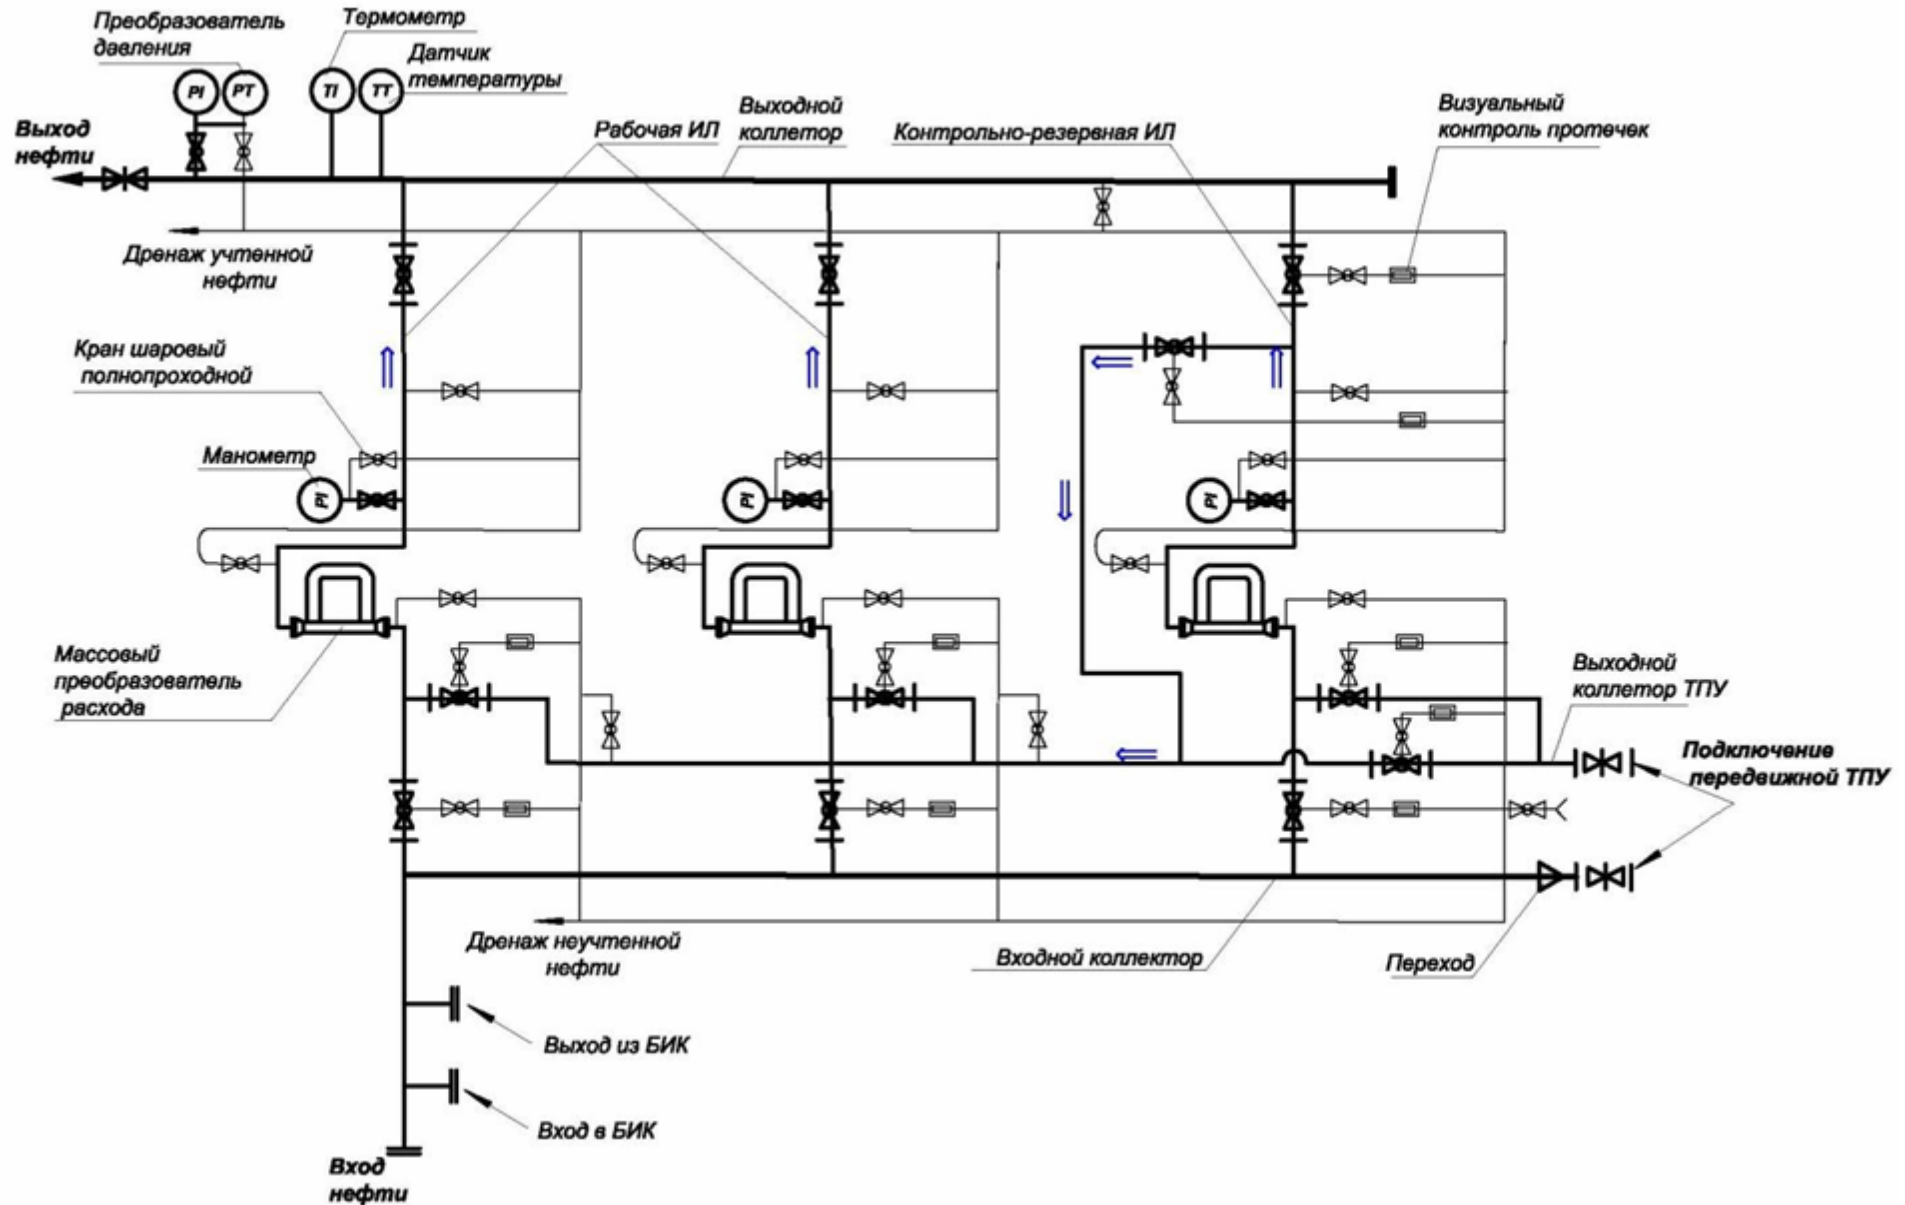 Преобразователь
давления
Термометр
Датчик
температуры
PI
PT
TI
TT
Выход
нефти
Рабочая ИЛ
Выходной
коллетор
Контрольно-резервная ИЛ
Визуальный
контроль протечек
Дренаж учтенной
нефти
Кран шаровый
полнопроходной
Манометр
PI
PI
PI
Массовый
преобразователь
расхода
Выходной
коллетор ТПУ
Подключение
передвижной ТПУ
Дренаж неучтенной
нефти
Входной коллектор
Переход
Выход из БИК
Вход в БИК
Вход
нефти